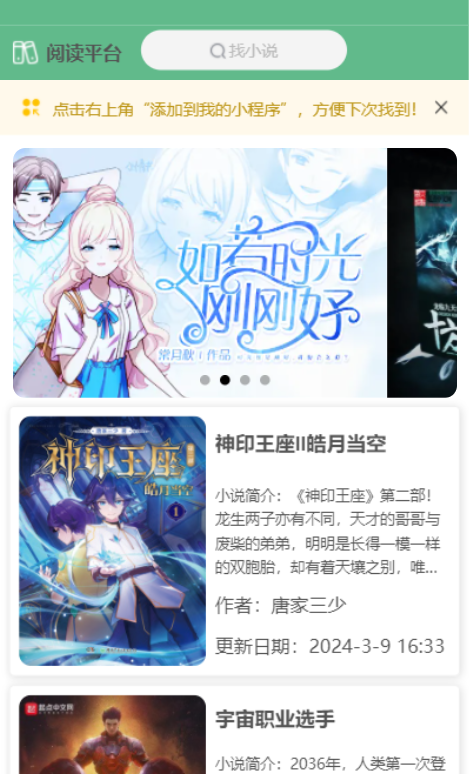 阅读平台
找小说
点击右上角“添加到我的小程序”，方便下次找到！
如若时光
刚刚好
常月欣 | 作品
神印王座
皓月当空
1
神印王座II皓月当空
小说简介：《神印王座》第二部！
龙生两子亦有不同，天才的哥哥与
废柴的弟弟，明明是长得一模一样
的双胞胎，却有着天壤之别，唯...
作者：唐家三少
更新日期：2024-3-9 16:33
起点中文网
宇宙职业选手
小说简介：2036年，人类第一次登